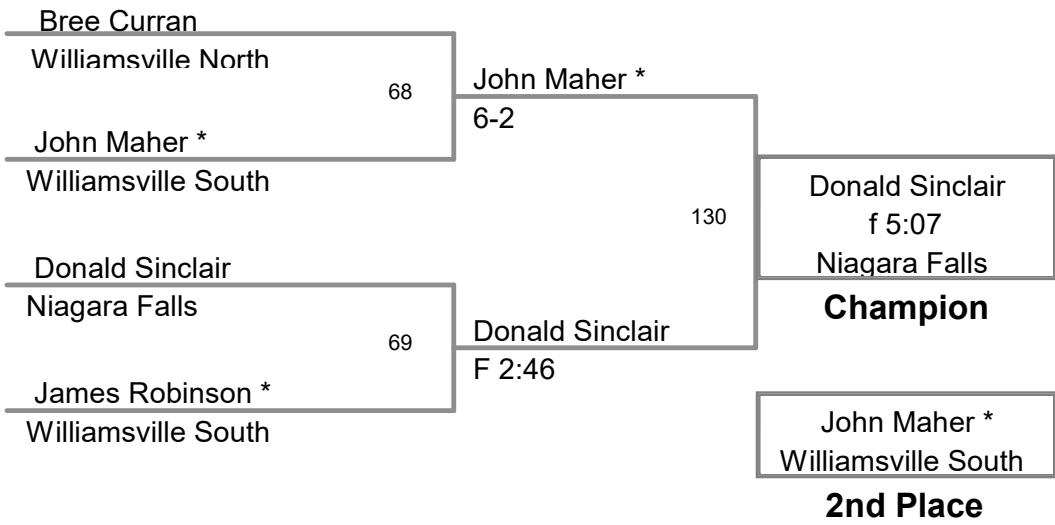 Bree Curran
Williamsville North
68
John Maher *
6-2
John Maher *
Williamsville South
130
Donald Sinclair
f 5:07
Niagara Falls
Champion
Donald Sinclair
Niagara Falls
69
Donald Sinclair
F 2:46
James Robinson *
Williamsville South
John Maher *
Williamsville South
2nd Place